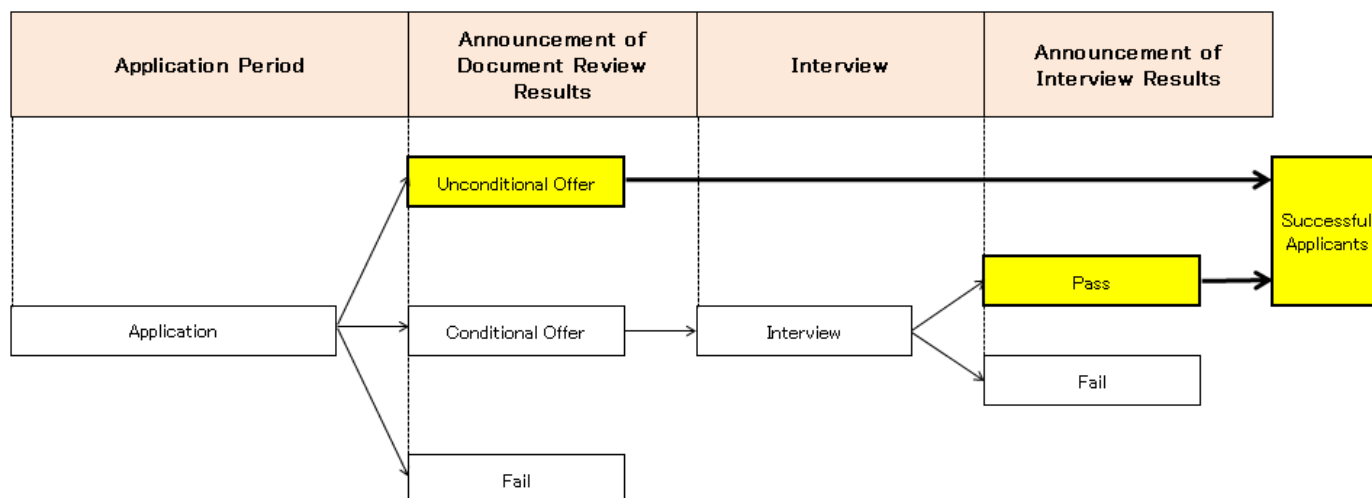 Application Period
Announcement of
Document Review
Results
Interview
Announcement of
Interview Results
Unconditional Offer
Successful
Applicants
Pass
Application
Conditional Offer
Interview
Fail
Fail